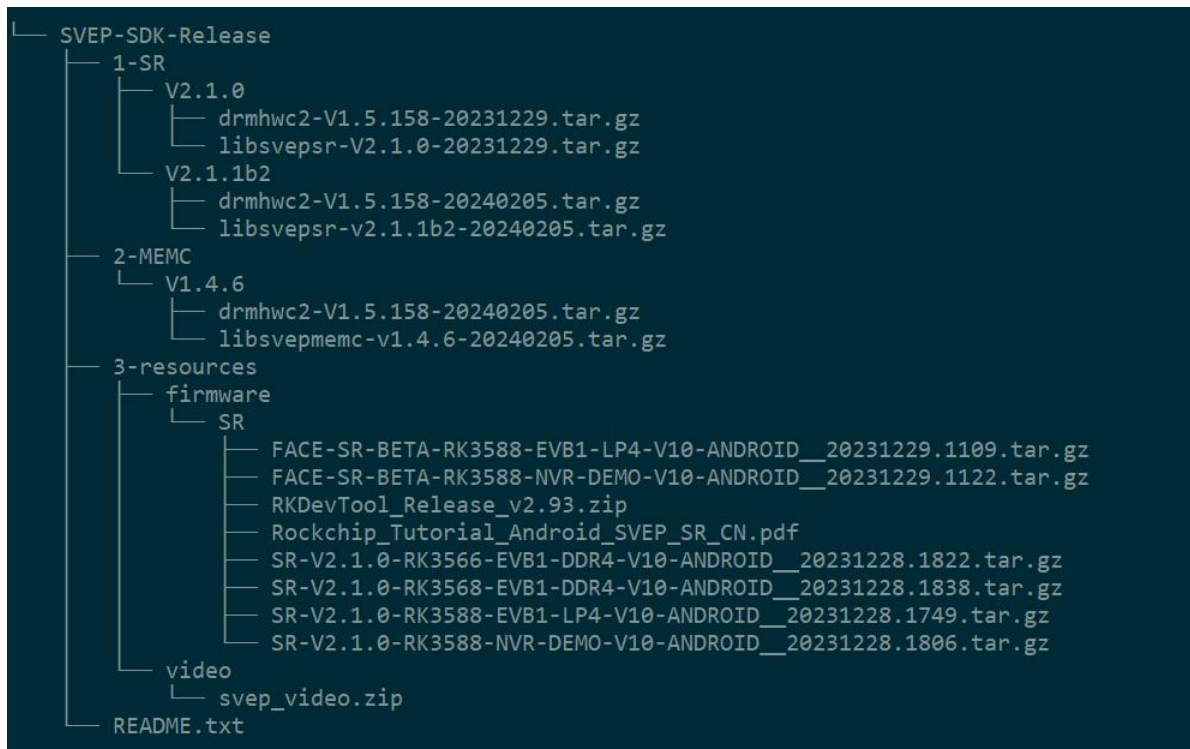 └── SVEP-SDK-Release
    ├── 1-SR
    │   ├── V2.1.0
    │   │   ├── drmhwc2-V1.5.158-20231229.tar.gz
    │   │   └── libsvepsr-V2.1.0-20231229.tar.gz
    │   └── V2.1.1b2
    │       ├── drmhwc2-V1.5.158-20240205.tar.gz
    │       └── libsvepsr-v2.1.1b2-20240205.tar.gz
    ├── 2-MEMC
    │   └── V1.4.6
    │       ├── drmhwc2-V1.5.158-20240205.tar.gz
    │       └── libsvepmemc-v1.4.6-20240205.tar.gz
    ├── 3-resources
    │   ├── firmware
    │   │   └── SR
    │   │       ├── FACE-SR-BETA-RK3588-EVB1-LP4-V10-ANDROID__20231229.1109.tar.gz
    │   │       ├── FACE-SR-BETA-RK3588-NVR-DEMO-V10-ANDROID__20231229.1122.tar.gz
    │   │       ├── RKDevTool_Release_v2.93.zip
    │   │       ├── Rockchip_Tutorial_Android_SVEP_SR_CN.pdf
    │   │       ├── SR-V2.1.0-RK3566-EVB1-DDR4-V10-ANDROID__20231228.1822.tar.gz
    │   │       ├── SR-V2.1.0-RK3568-EVB1-DDR4-V10-ANDROID__20231228.1838.tar.gz
    │   │       ├── SR-V2.1.0-RK3588-EVB1-LP4-V10-ANDROID__20231228.1749.tar.gz
    │   │       └── SR-V2.1.0-RK3588-NVR-DEMO-V10-ANDROID__20231228.1806.tar.gz
    │   └── video
    │       └── svep_video.zip
    └── README.txt